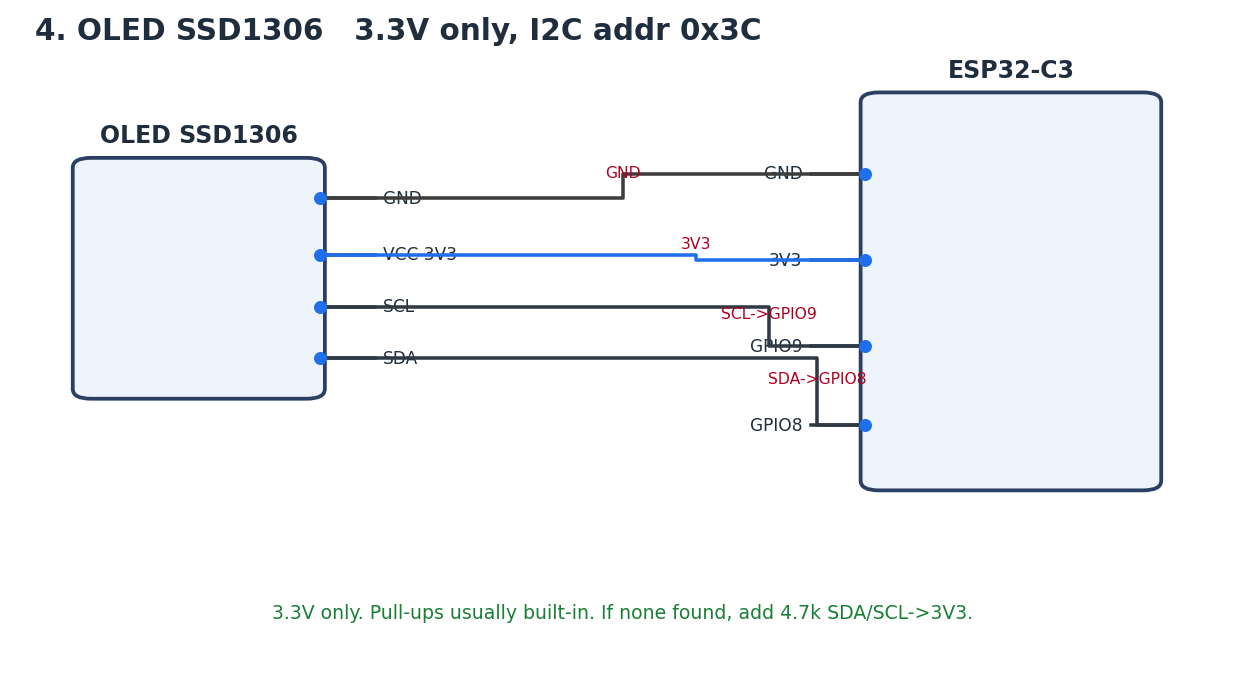 4. OLED SSD1306   3.3V only, I2C addr 0x3C
ESP32-C3
OLED SSD1306
GND
GND
GND
3V3
VCC 3V3
3V3
SCL
SCL->GPIO9
GPIO9
SDA
SDA->GPIO8
GPIO8
3.3V only. Pull-ups usually built-in. If none found, add 4.7k SDA/SCL->3V3.